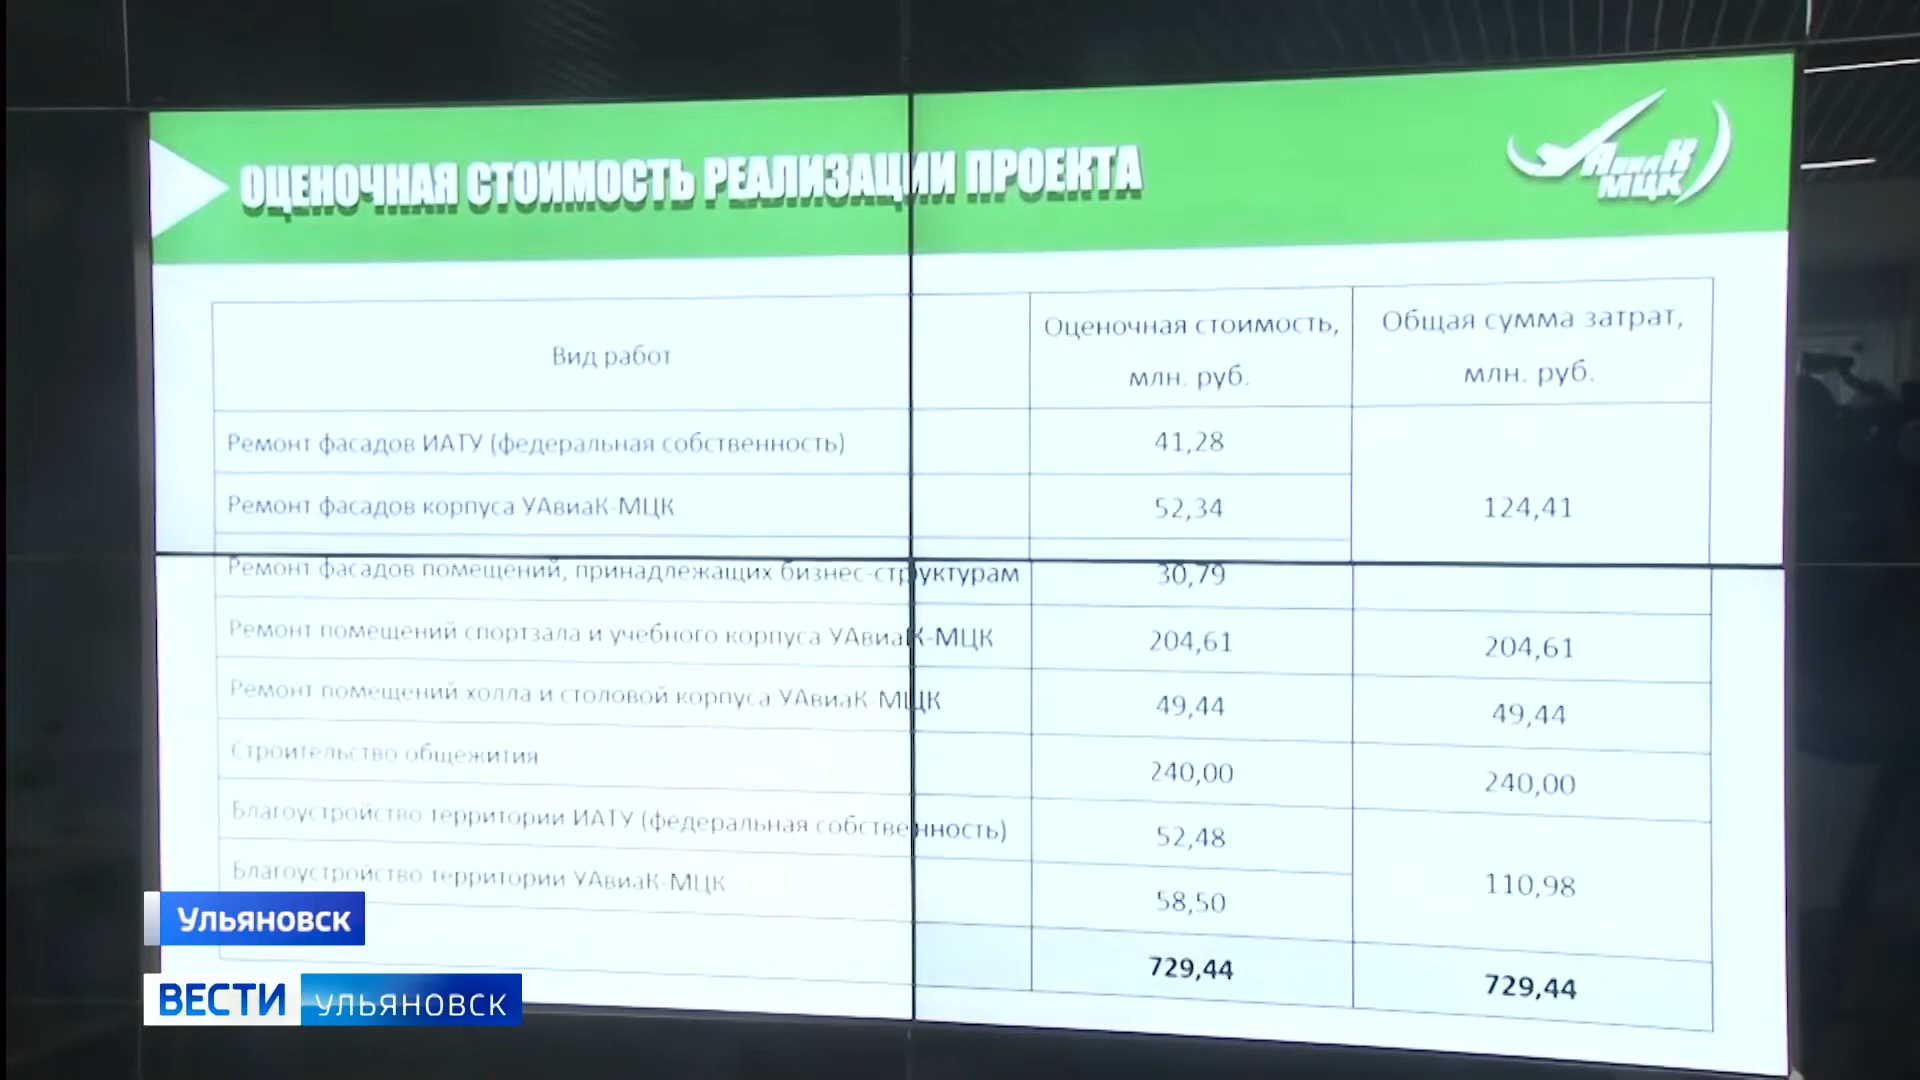 ОЦЕНОЧНАЯ СТОИМОСТЬ РЕАЛИЗАЦИИ ПРОЕКТА
АвиаК
МЦК
Вид работ
Оценочная стоимость,
млн. руб.
Общая сумма затрат,
млн. руб.
Ремонт фасадов ИАТУ (федеральная собственность)
41,28
Ремонт фасадов корпуса УАвиаК-МЦК
52,34
124,41
Ремонт фасадов помещений, принадлежащих бизнес-структурам
30,79
Ремонт помещений спортзала и учебного корпуса УАвиаК-МЦК
204,61
204,61
Ремонт помещений холла и столовой корпуса УАвиаК-МЦК
49,44
49,44
Строительство общежития
240,00
240,00
Благоустройство территории ИАТУ (федеральная собственность)
52,48
Благоустройство территории УАвиаК-МЦК
58,50
110,98
729,44
729,44
Ульяновск
ВЕСТИ УЛЬЯНОВСК